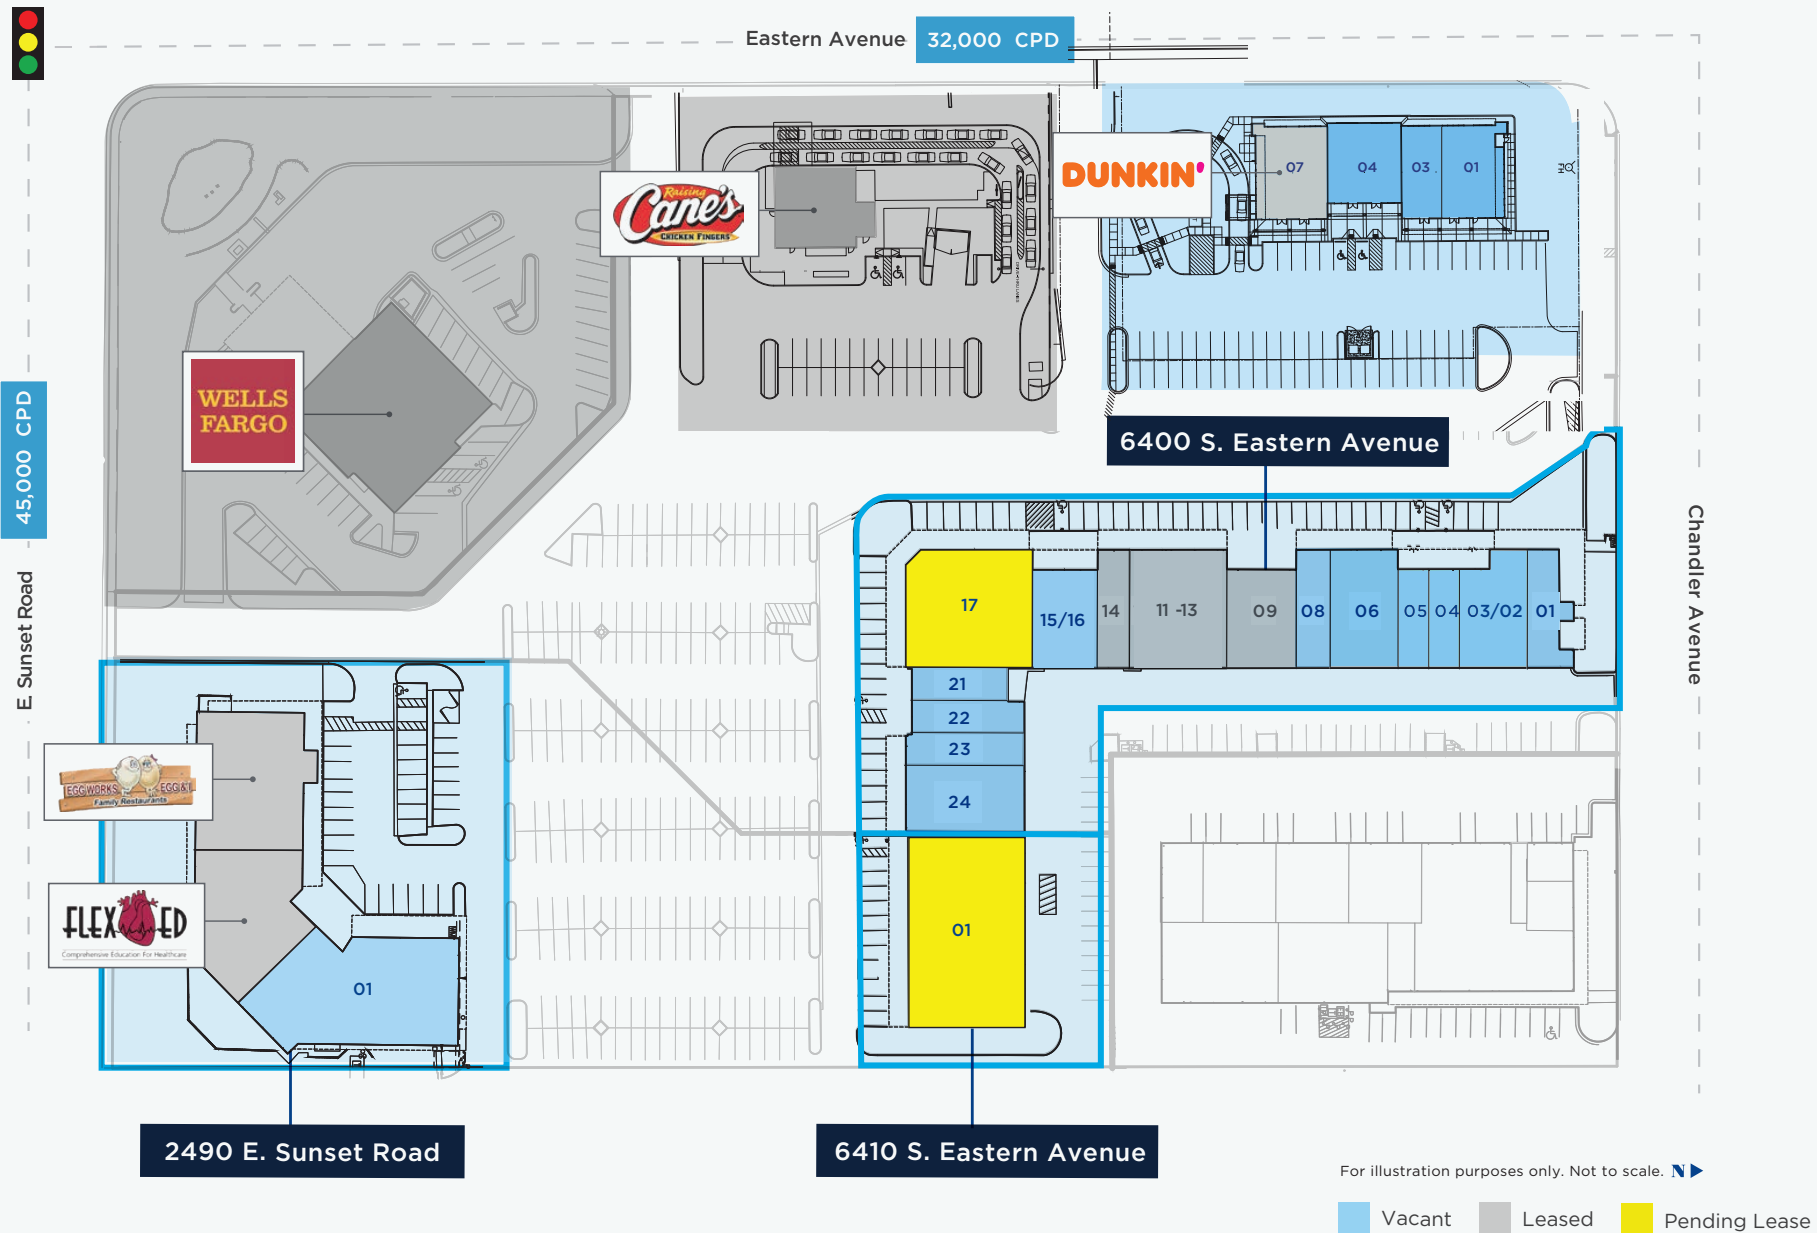 Eastern Avenue 32,000 CPD
45,000 CPD
E. Sunset Road
Chandler Avenue
Raising
Cane's
CHICKEN FINGERS
DUNKIN'
07
04
03
01
WELLS
FARGO
6400 S. Eastern Avenue
17
15/16
14
11 -13
09
08
06
05
04
03/02
01
21
22
23
24
01
EGG WORKS
EGG & I
Family Restaurants
FLEX ED
Comprehensive Education For Healthcare
01
2490 E. Sunset Road
6410 S. Eastern Avenue
For illustration purposes only. Not to scale. N
Vacant
Leased
Pending Lease